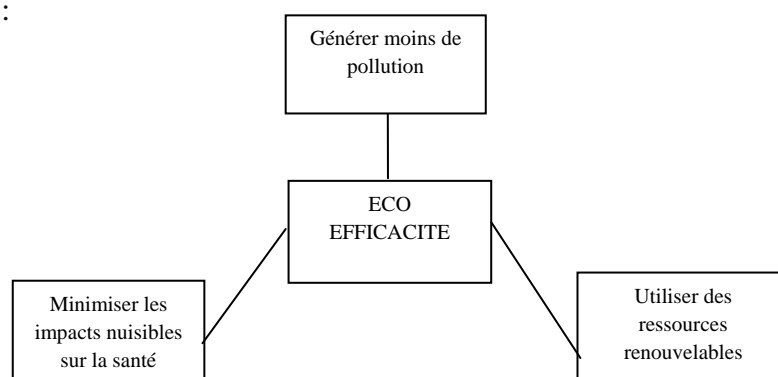 :
Générer moins de
pollution
ECO
EFFICACITE
Minimiser les
impacts nuisibles
sur la santé
Utiliser des
ressources
renouvelables